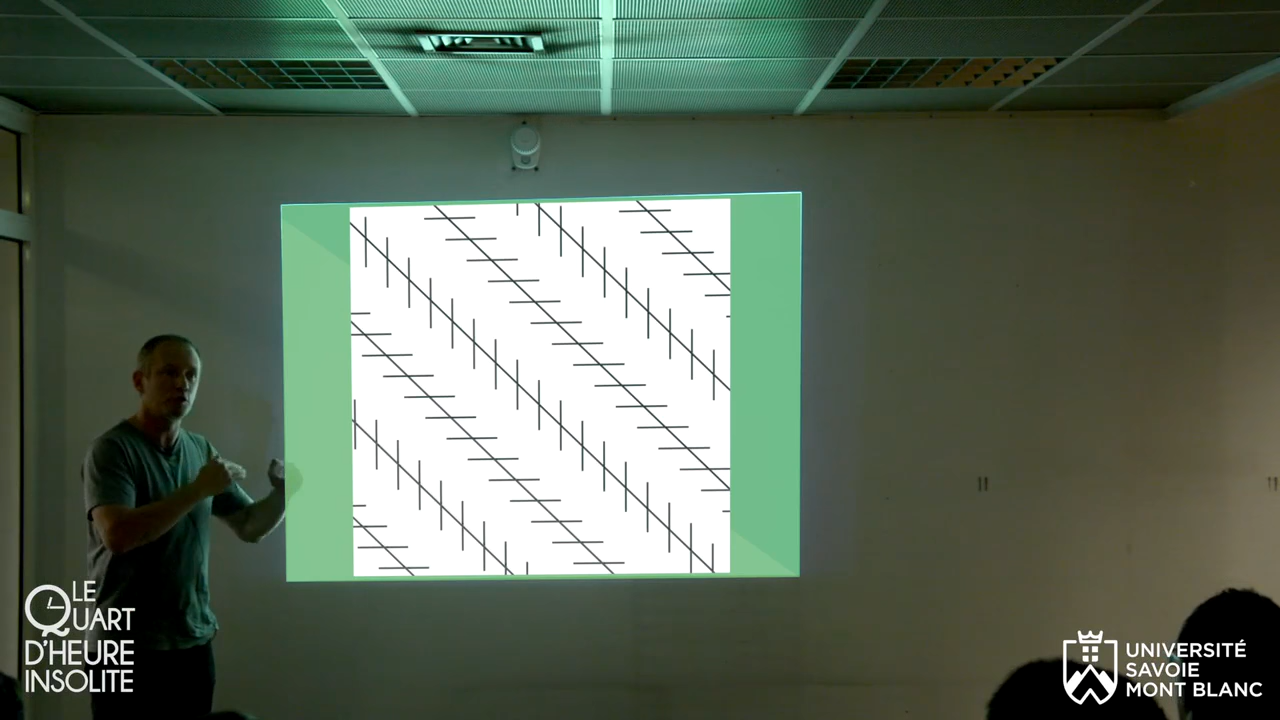 LE
QUART
D'HEURE
INSOLITE
UNIVERSITÉ
SAVOIE
MONT BLANC